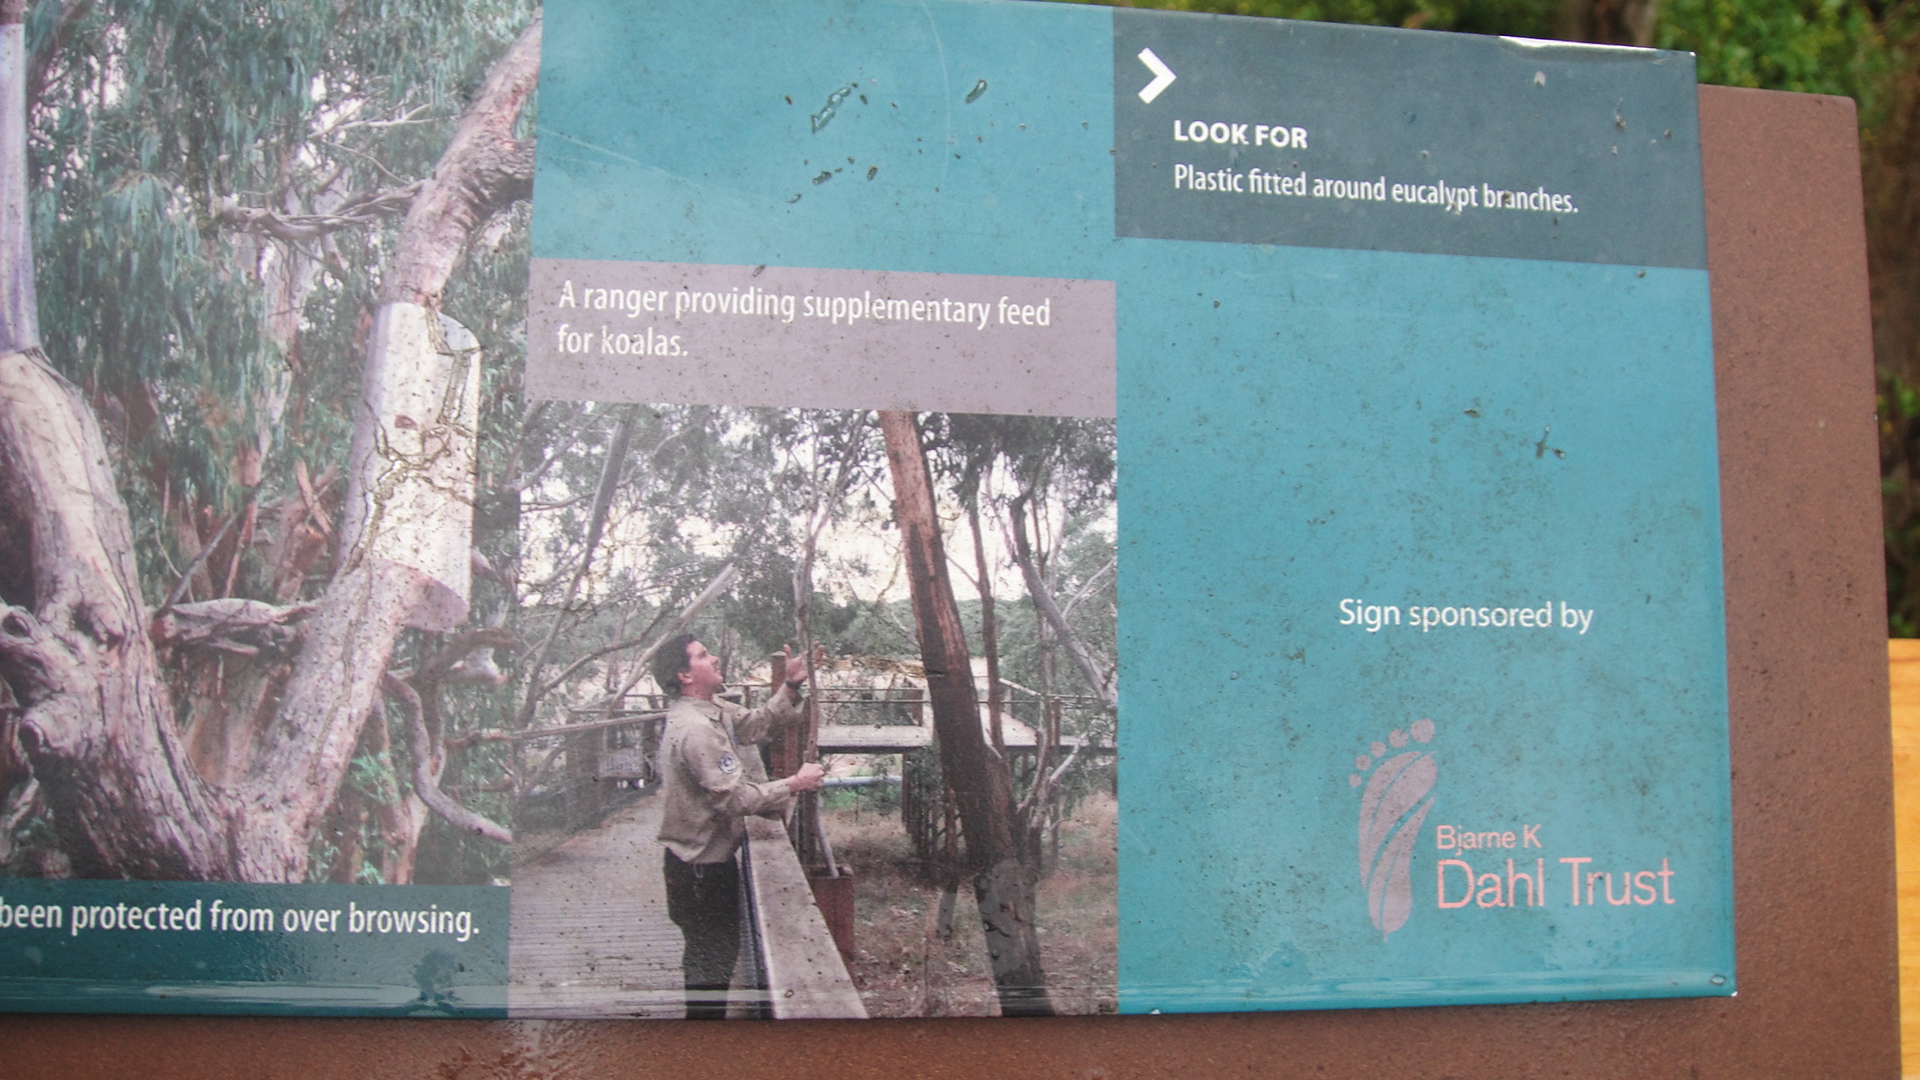 LOOK FOR
Plastic fitted around eucalypt branches.
A ranger providing supplementary feed
for koalas.
been protected from over browsing.
Sign sponsored by
Bjarne K
Dahl Trust